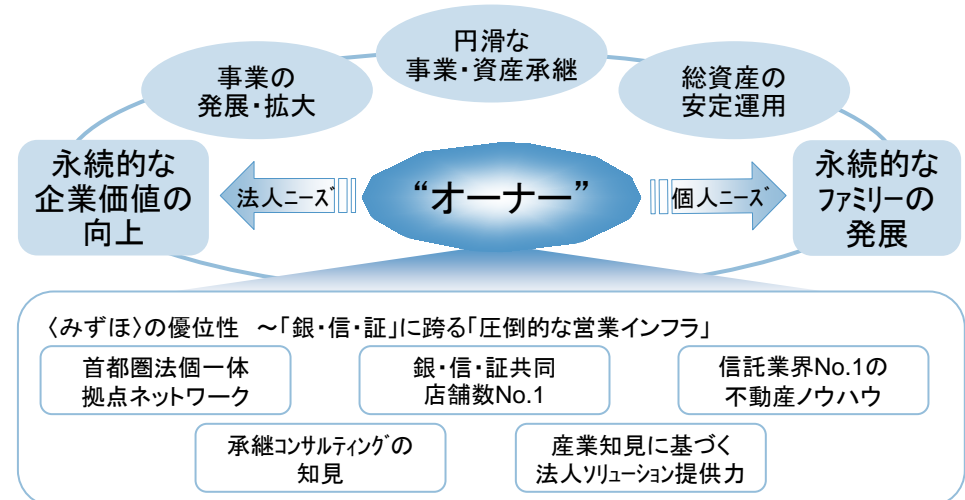 円滑な
事業・資産承継
事業の
発展・拡大
総資産の
安定運用
永続的な
企業価値の
向上
法人ニーズ
“オーナー”
個人ニーズ
永続的な
ファミリーの
発展
〈みずほ〉の優位性 ～「銀・信・証」に跨る「圧倒的な営業インフラ」
首都圏法個一体
拠点ネットワーク
銀・信・証共同
店舗数No.1
信託業界No.1の
不動産ノウハウ
承継コンサルティングの
知見
産業知見に基づく
法人ソリューション提供力